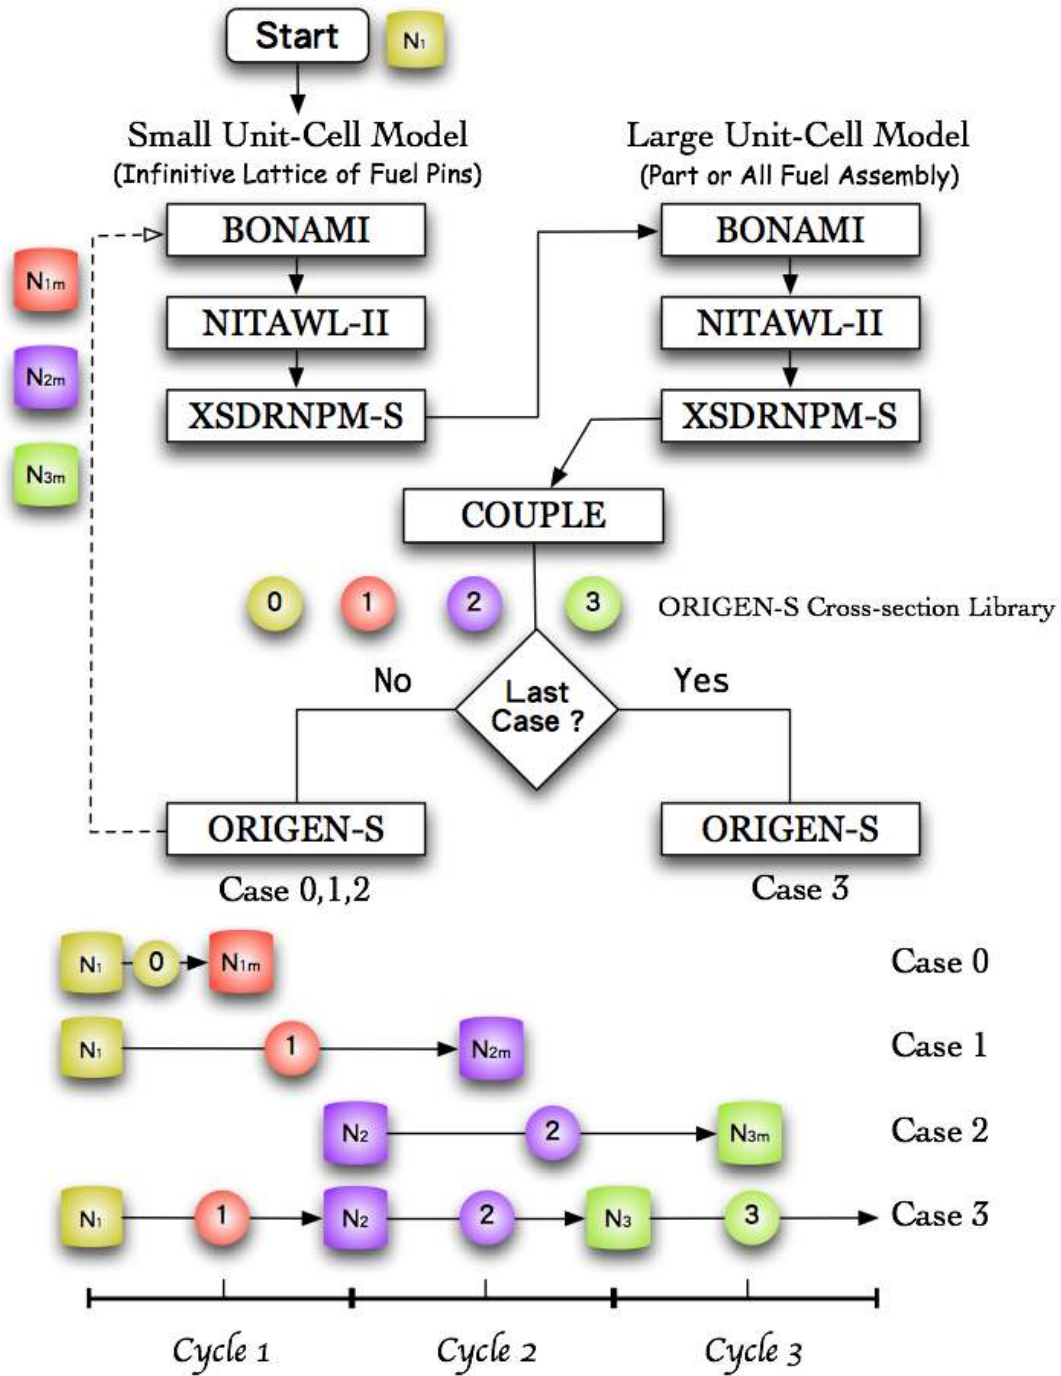 Start N1
Small Unit-Cell Model
(Infinitive Lattice of Fuel Pins)
Large Unit-Cell Model
(Part or All Fuel Assembly)
BONAMI
NITAWL-II
XSDRNPM-S
BONAMI
NITAWL-II
XSDRNPM-S
N1m
N2m
N3m
COUPLE
0 1 2 3 ORIGEN-S Cross-section Library
No
Last
Case ?
Yes
ORIGEN-S
Case 0,1,2
ORIGEN-S
Case 3
N1 0 N1m Case 0
N1 1 N2m Case 1
N2 2 N3m Case 2
N1 1 N2 2 N3 3 Case 3
Cycle 1 Cycle 2 Cycle 3